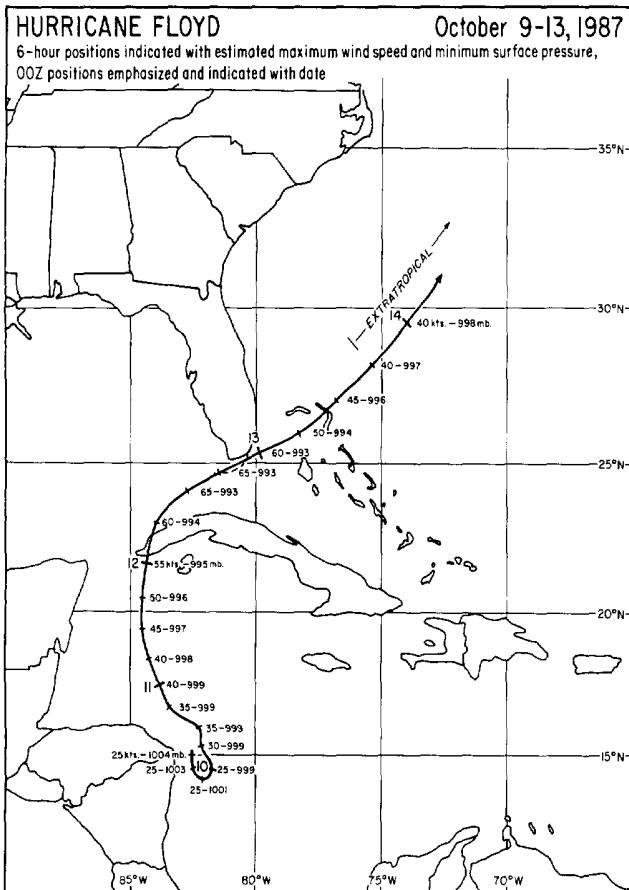 HURRICANE FLOYD October 9-13, 1987
6-hour positions indicated with estimated maximum wind speed and minimum surface pressure,
00Z positions emphasized and indicated with date
35°N
EXTRATROPICAL
30°N
14
40 kts. - 998 mb.
40-997
45-996
50-994
13
60-993
25°N
65-993
65-993
60-994
12
55 kts. - 995 mb.
50-996
20°N
45-997
40-998
11
40-999
35-999
35-999
30-999
25 kts. - 1004 mb.
15°N
25-1003
10
25-999
25-1001
85°W
80°W
75°W
70°W